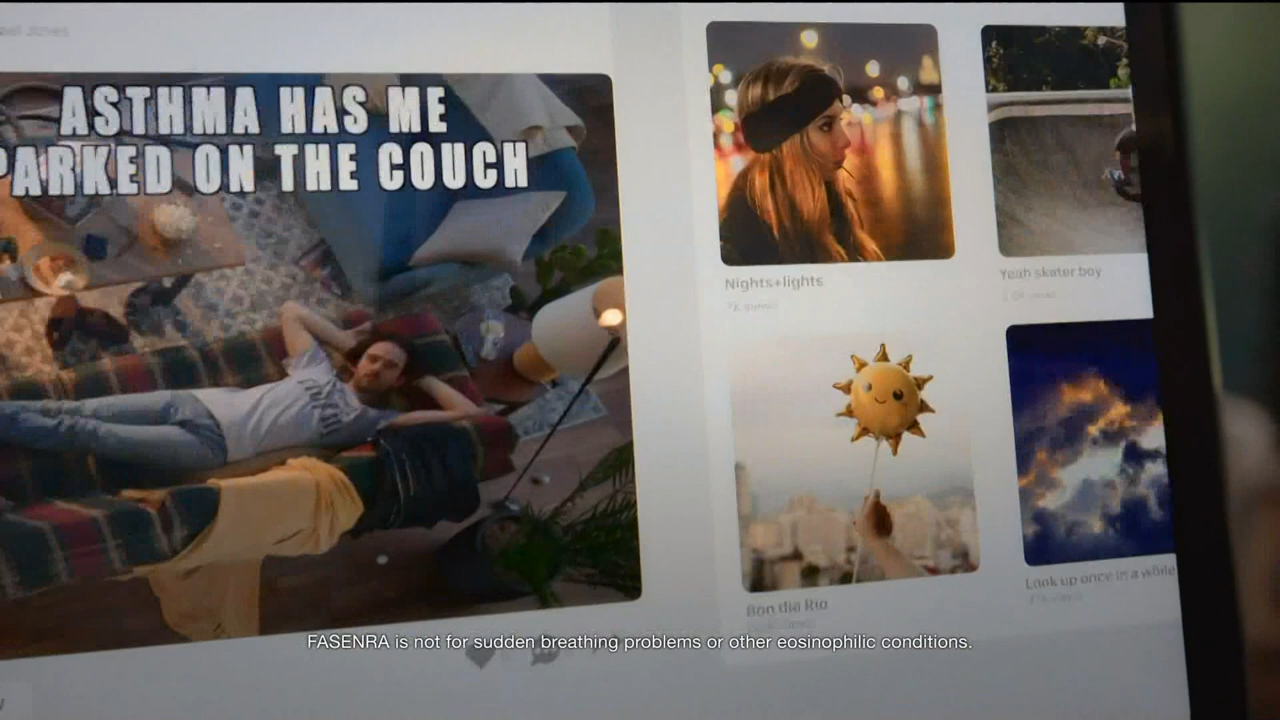 ASTHMA HAS ME
PARKED ON THE COUCH
Nights+lights
Yeah skater boy
Bon dia Rio
Look up once in a while
FASENRA is not for sudden breathing problems or other eosinophilic conditions.